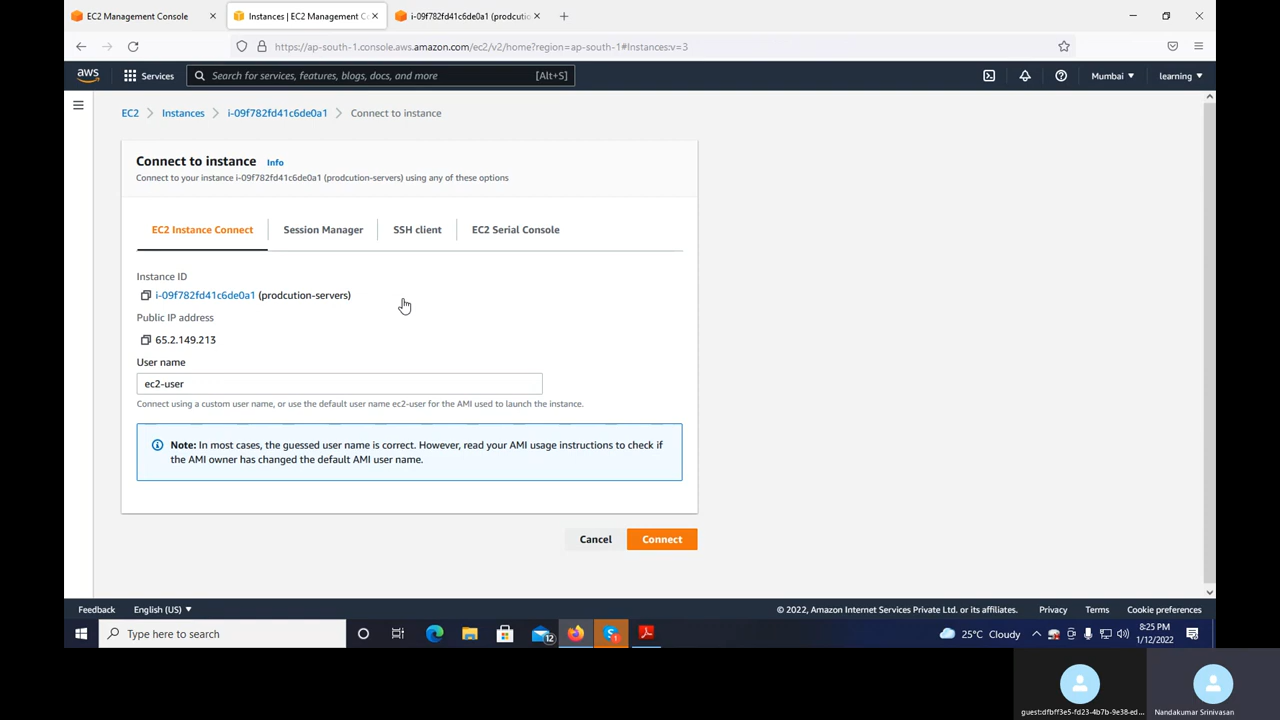 EC2 Management Console
Instances | EC2 Management C
i-09f782fd41c6de0a1 (prodcution
https://ap-south-1.console.aws.amazon.com/ec2/v2/home?region=ap-south-1#Instances:v=3
aws
Services
Search for services, features, blogs, docs, and more
[Alt+S]
Mumbai
learning
EC2
Instances
i-09f782fd41c6de0a1
Connect to instance
Connect to instance Info
Connect to your instance i-09f782fd41c6de0a1 (prodcution-servers) using any of these options
EC2 Instance Connect
Session Manager
SSH client
EC2 Serial Console
Instance ID
i-09f782fd41c6de0a1 (prodcution-servers)
Public IP address
65.2.149.213
User name
ec2-user
Connect using a custom user name, or use the default user name ec2-user for the AMI used to launch the instance.
Note: In most cases, the guessed user name is correct. However, read your AMI usage instructions to check if
the AMI owner has changed the default AMI user name.
Cancel
Connect
Feedback
English (US)
© 2022, Amazon Internet Services Private Ltd. or its affiliates.
Privacy
Terms
Cookie preferences
Type here to search
12
25°C Cloudy
8:25 PM
1/12/2022
guest:dfbff3e5-fd23-4b7b-9e38-ed...
Nandakumar Srinivasan